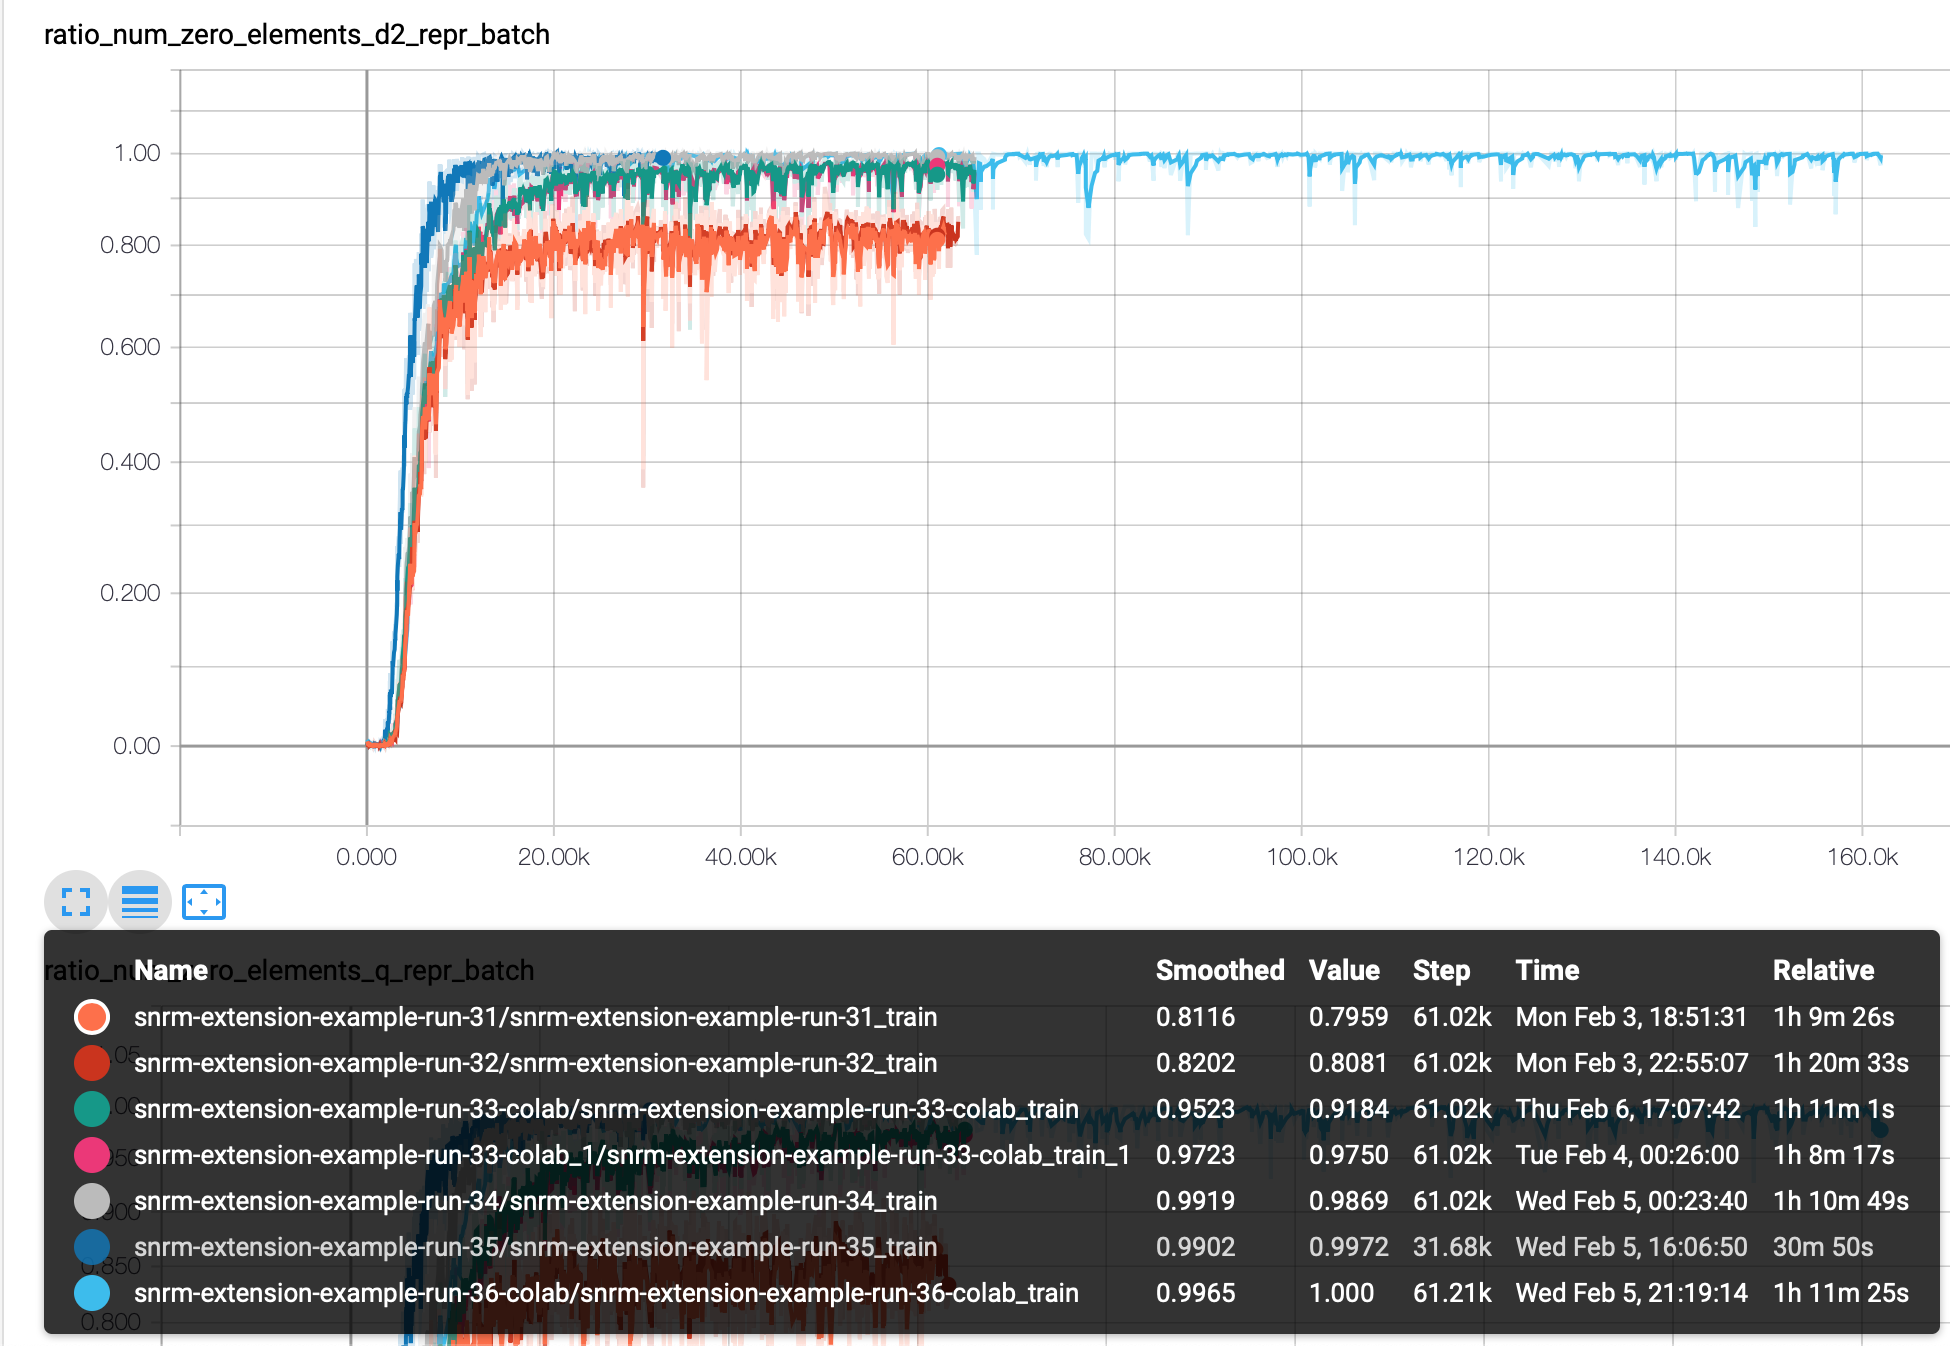 ratio_num_zero_elements_d2_repr_batch
1.00
0.800
0.600
0.400
0.200
0.00
0.000 20.00k 40.00k 60.00k 80.00k 100.0k 120.0k 140.0k 160.0k
ratio_nu ro_elements_q_repr_batch
Name Smoothed Value Step Time Relative
snrm-extension-example-run-31/snrm-extension-example-run-31_train 0.8116 0.7959 61.02k Mon Feb 3, 18:51:31 1h 9m 26s
snrm-extension-example-run-32/snrm-extension-example-run-32_train 0.8202 0.8081 61.02k Mon Feb 3, 22:55:07 1h 20m 33s
snrm-extension-example-run-33-colab/snrm-extension-example-run-33-colab_train 0.9523 0.9184 61.02k Thu Feb 6, 17:07:42 1h 11m 1s
snrm-extension-example-run-33-colab_1/snrm-extension-example-run-33-colab_train_1 0.9723 0.9750 61.02k Tue Feb 4, 00:26:00 1h 8m 17s
snrm-extension-example-run-34/snrm-extension-example-run-34_train 0.9919 0.9869 61.02k Wed Feb 5, 00:23:40 1h 10m 49s
snrm-extension-example-run-35/snrm-extension-example-run-35_train 0.9902 0.9972 31.68k Wed Feb 5, 16:06:50 30m 50s
0.850
snrm-extension-example-run-36-colab/snrm-extension-example-run-36-colab_train 0.9965 1.000 61.21k Wed Feb 5, 21:19:14 1h 11m 25s
0.800